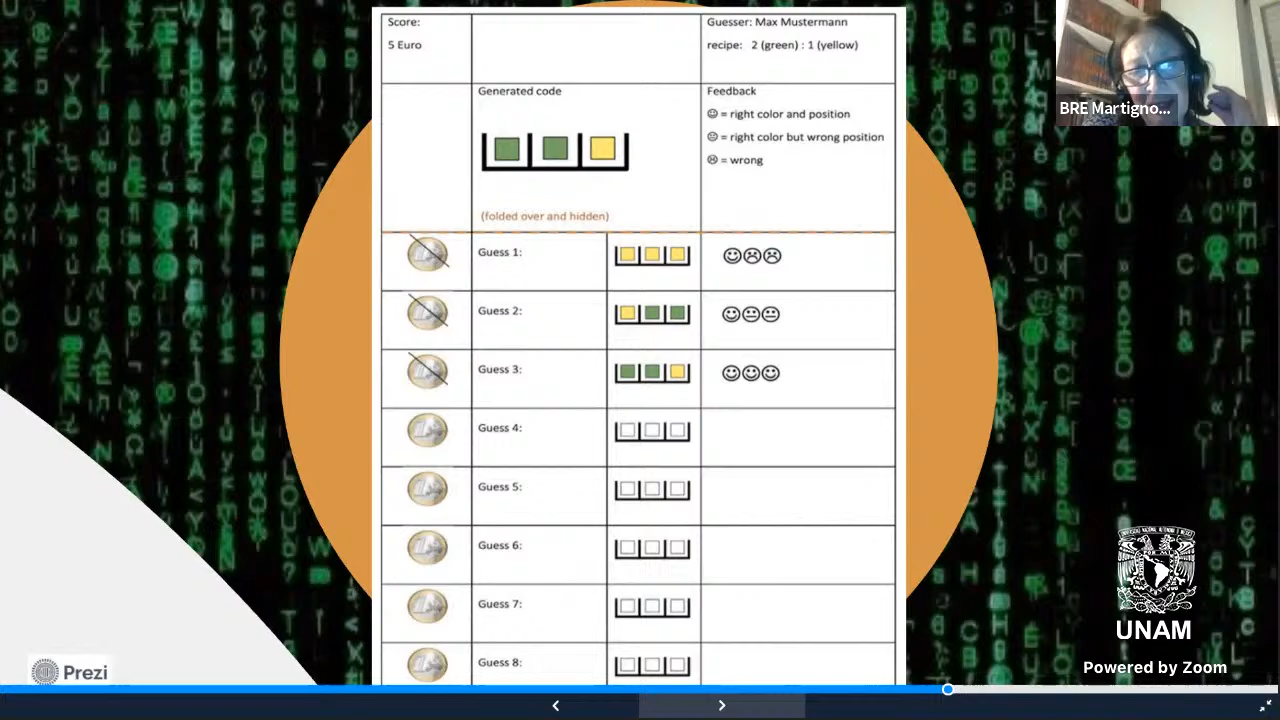 Score:
5 Euro
Guesser: Max Mustermann
recipe: 2 (green) : 1 (yellow)
Generated code
(folded over and hidden)
Feedback
☺ = right color and position
😐 = right color but wrong position
☹ = wrong
Guess 1:
Guess 2:
Guess 3:
Guess 4:
Guess 5:
Guess 6:
Guess 7:
Guess 8:
BRE Martigno...
UNAM
Powered by Zoom
Prezi